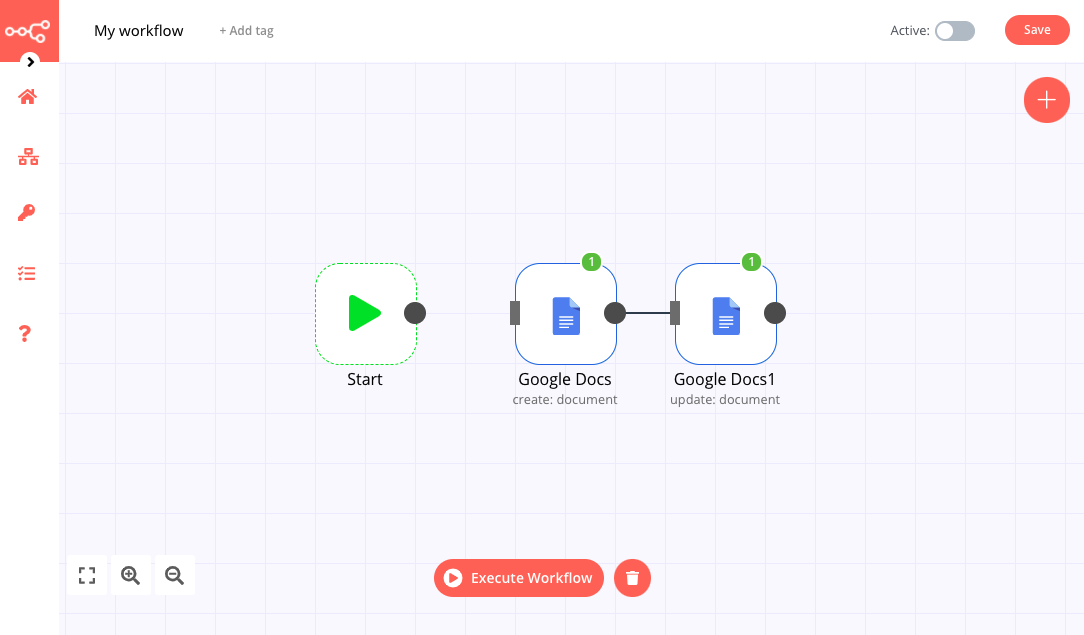 My workflow
+ Add tag
Active:
Save
1
1
Start
Google Docs
Google Docs1
create: document
update: document
Execute Workflow